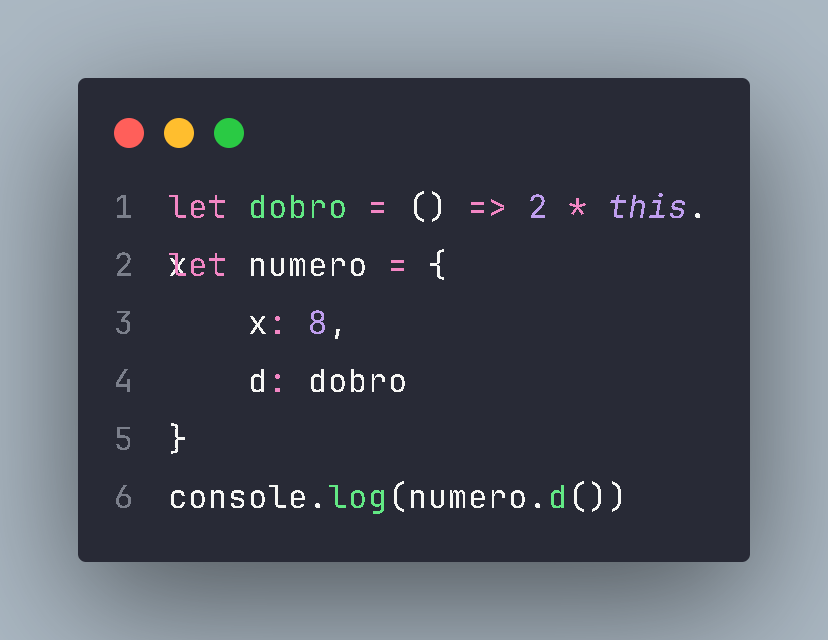 1 let dobro = () => 2 * this.
x
2 let numero = {
3 x: 8,
4 d: dobro
5 }
6 console.log(numero.d())